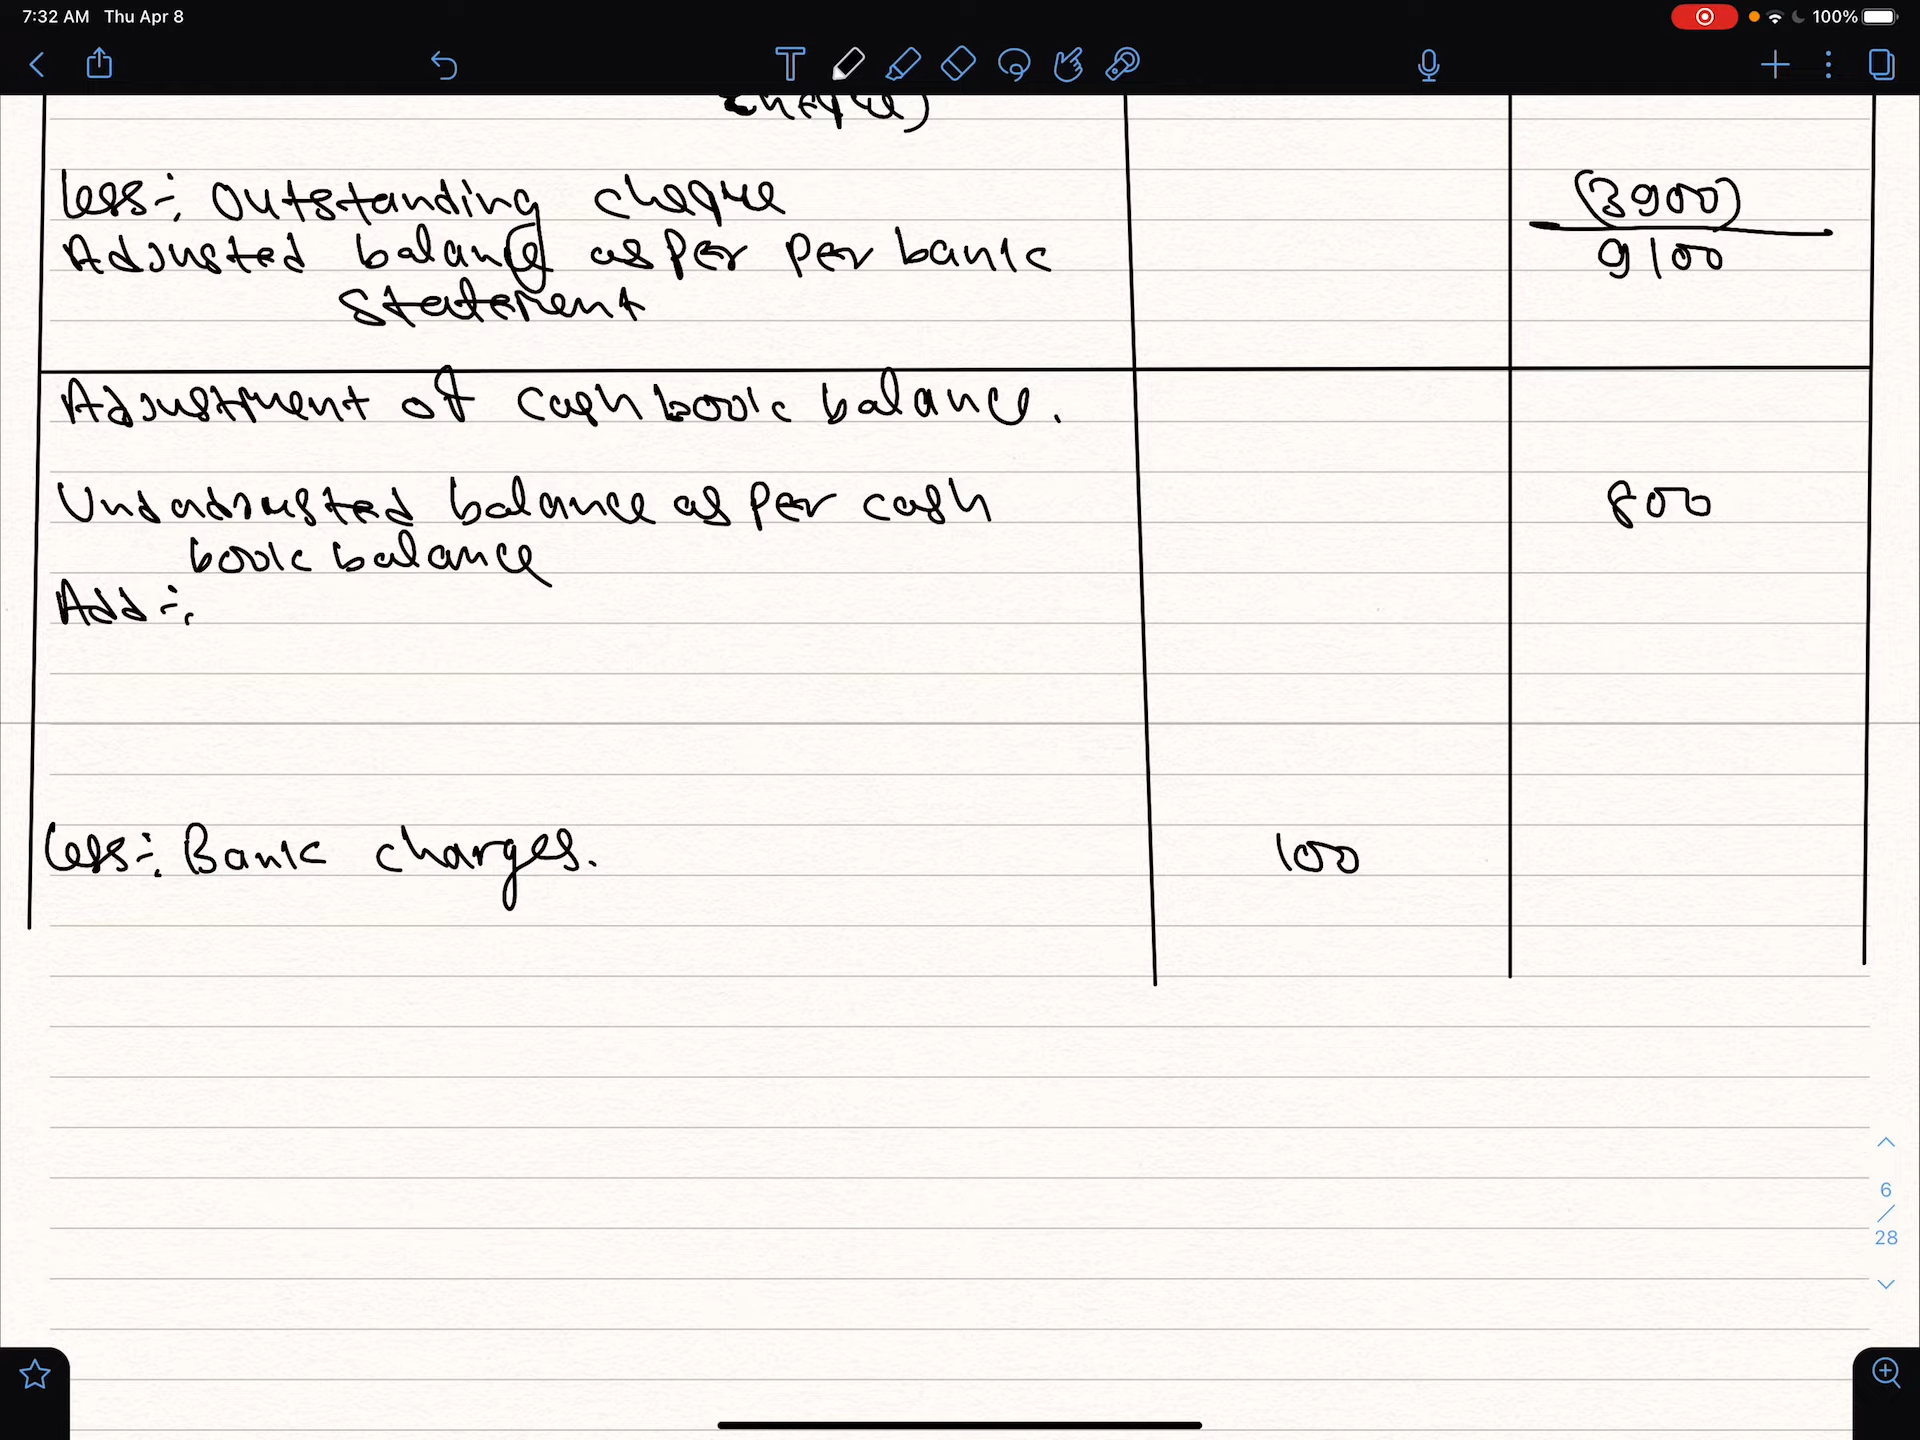 7:32 AM Thu Apr 8
100%
cheque)
Less:- Outstanding cheque (3900)
Adjusted balance as per per bank 9100
statement
Adjustment of cash book balance.
Undadjusted balance as per cash 800
book balance
Add :-
Less:- Bank charges. 100
6
/
28